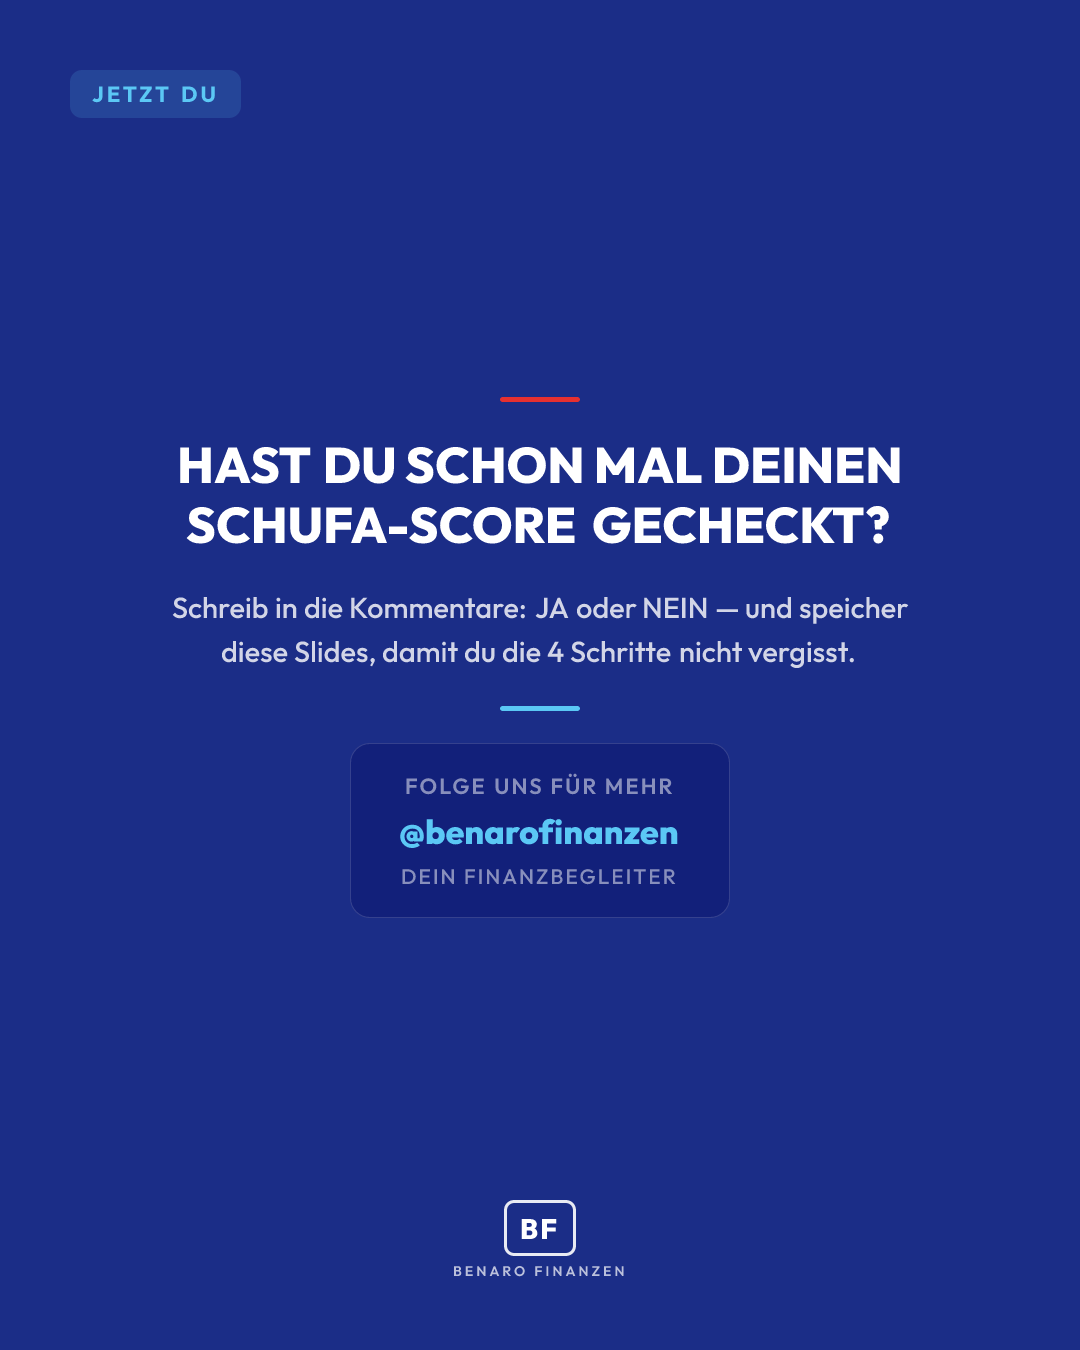 JETZT DU
HAST DU SCHON MAL DEINEN
SCHUFA-SCORE GECHECKT?
Schreib in die Kommentare: JA oder NEIN — und speicher
diese Slides, damit du die 4 Schritte nicht vergisst.
FOLGE UNS FÜR MEHR
@benarofinanzen
DEIN FINANZBEGLEITER
BF
BENARO FINANZEN